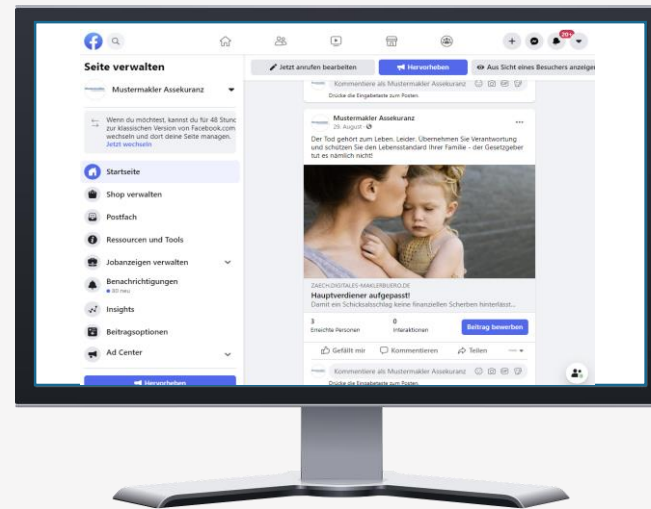 20+
Seite verwalten
Mustermakler Assekuranz
Wenn du möchtest, kannst du für 48 Stund
zur klassischen Version von Facebook.com
wechseln und dort deine Seite managen.
Jetzt wechseln
Startseite
Shop verwalten
Postfach
Ressourcen und Tools
Jobanzeigen verwalten
Benachrichtigungen
80 neu
Insights
Beitragsoptionen
Ad Center
Hervorheben
Jetzt anrufen bearbeiten
Hervorheben
Aus Sicht eines Besuchers anzeigen
Kommentiere als Mustermakler Assekuranz
Drücke die Eingabetaste zum Posten.
Mustermakler Assekuranz
29. August
Der Tod gehört zum Leben. Leider. Übernehmen Sie Verantwortung
und schützen Sie den Lebensstandard Ihrer Familie – der Gesetzgeber
tut es nämlich nicht!
ZAECH.DIGITALES-MAKLERBUERO.DE
Hauptverdiener aufgepasst!
Damit ein Schicksalsschlag keine finanziellen Scherben hinterlässt...
3
Erreichte Personen
0
Interaktionen
Beitrag bewerben
Gefällt mir
Kommentieren
Teilen
Kommentiere als Mustermakler Assekuranz
Drücke die Eingabetaste zum Posten.